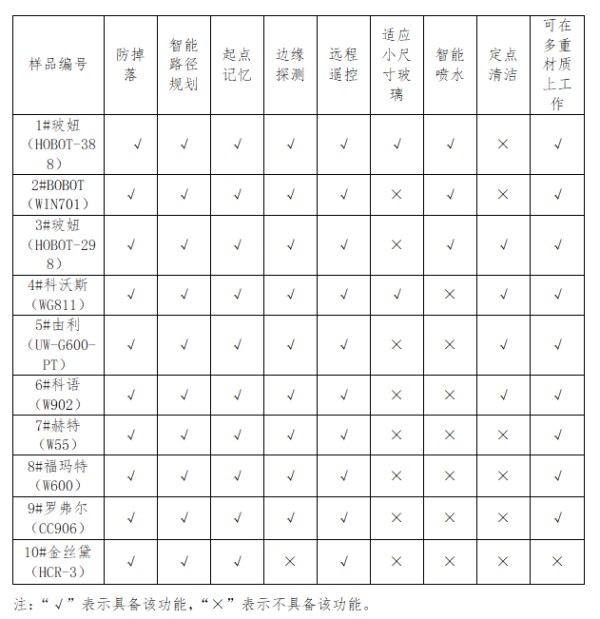 样品编号 防掉落 智能路径规划 起点记忆 边缘探测 远程遥控 适应小尺寸玻璃 智能喷水 定点清洁 可在多重材质上工作
1#玻妞(HOBOT-388) √ √ √ √ √ √ √ × √
2#BOBOT(WIN701) √ √ √ √ √ × √ × √
3#玻妞(HOBOT-298) √ √ √ √ √ × √ √ √
4#科沃斯(WG811) √ √ √ √ √ √ × √ √
5#由利(UW-G600-PT) √ √ √ √ √ × × √ √
6#科语(W902) √ √ √ √ √ × × √ √
7#赫特(W55) √ √ √ √ √ × × × √
8#福玛特(W600) √ √ √ √ √ × × × √
9#罗弗尔(CC906) √ √ √ √ √ × × × √
10#金丝黛(HCR-3) √ √ √ × √ × × × ×
注:“√”表示具备该功能,“×”表示不具备该功能。